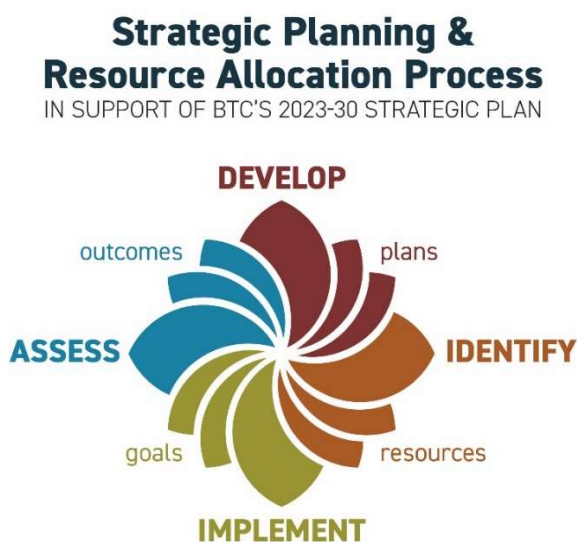 Strategic Planning &
Resource Allocation Process
IN SUPPORT OF BTC'S 2023-30 STRATEGIC PLAN
DEVELOP
outcomes
plans
ASSESS
IDENTIFY
goals
resources
IMPLEMENT